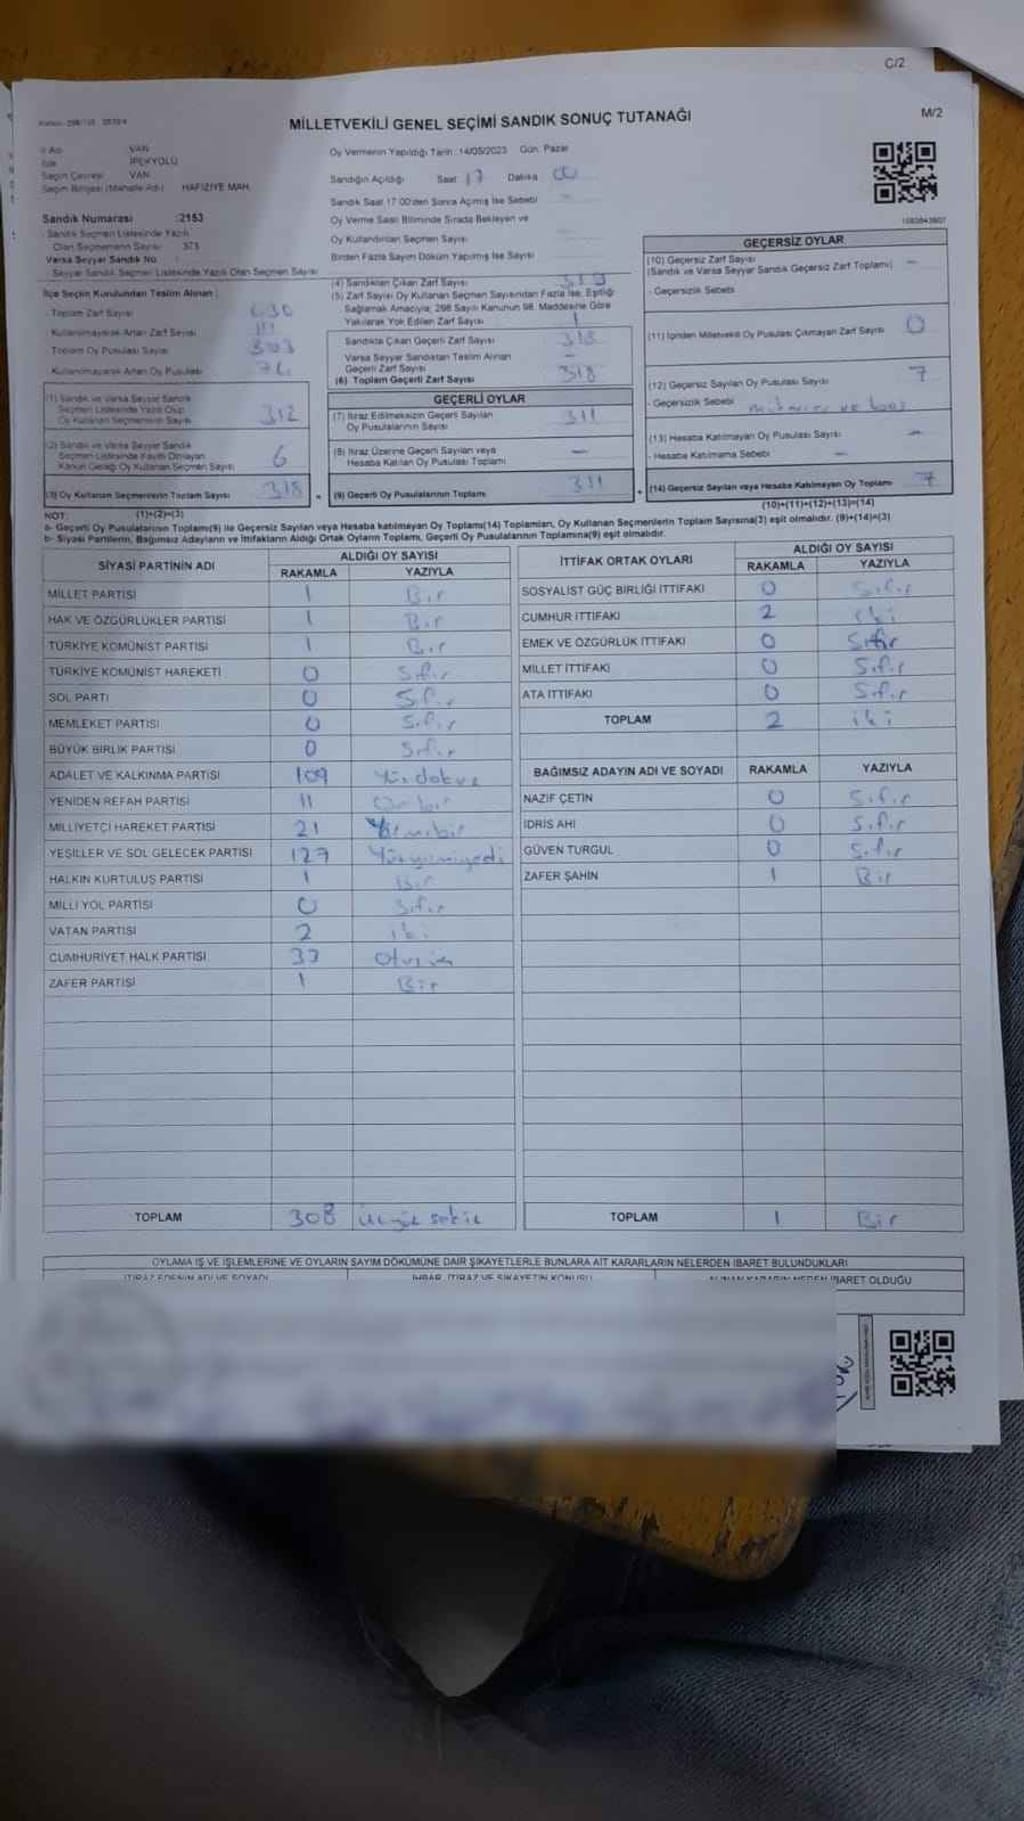 C/2
M/2
MİLLETVEKİLİ GENEL SEÇİMİ SANDIK SONUÇ TUTANAĞI
İl Adı VAN
İPEKYOLU
Seçim Çevresi VAN
Seçim Bölgesi (Mahalle Adı) HAFIZIYE MAH.
Sandık Numarası :2153
Sandık Seçmen Listesinde Yazılı
Olan Seçmenlerin Sayısı 373
Varsa Seyyar Sandık No
Seyyar Sandık Seçmen Listesinde Yazılı Olan Seçmen Sayısı
Oy Vermenin Yapıldığı Tarih :14/05/2023 Gün: Pazar
Sandığın Açıldığı Saat 17 Dakika 00
Sandık Saat 17.00'den Sonra Açılmış İse Sebebi
Oy Verme Saati Bitiminde Sırada Bekleyen ve
Oy Kullandırılan Seçmen Sayısı
Birden Fazla Sayım Döküm Yapılmış İse Sayısı
İlçe Seçim Kurulundan Teslim Alınan
Toplam Zarf Sayısı
Kullanılmayarak Artan Zarf Sayısı
Toplam Oy Pusulası Sayısı
Kullanılmayarak Artan Oy Pusulası
(1) Sandık ve Varsa Seyyar Sandık
Seçmen Listesinde Yazılı Olup
Oy Kullanan Seçmenlerin Sayısı 312
(2) Sandık ve Varsa Seyyar Sandık
Seçmen Listesinde Kaydı Olmayan
Kanun Gereği Oy Kullanan Seçmen Sayısı 6
(3) Oy Kullanan Seçmenlerin Toplam Sayısı 318
(1)+(2)=(3)
(4) Sandıktan Çıkan Zarf Sayısı 319
(5) Zarf Sayısı Oy Kullanan Seçmen Sayısından Fazla İse, Eşitliği
Sağlamak Amacıyla; 298 Sayılı Kanunun 98. Maddesine Göre
Yakılarak Yok Edilen Zarf Sayısı 1
Sandıkta Çıkan Geçerli Zarf Sayısı 318
Varsa Seyyar Sandıktan Teslim Alınan
Geçerli Zarf Sayısı -
(6) Toplam Geçerli Zarf Sayısı 318
GEÇERLİ OYLAR
(7) İtiraz Edilmeksizin Geçerli Sayılan
Oy Pusulalarının Sayısı 311
(8) İtiraz Üzerine Geçerli Sayılan veya
Hesaba Katılan Oy Pusulası Toplamı -
(9) Geçerli Oy Pusulalarının Toplamı 311
GEÇERSİZ OYLAR
(10) Geçersiz Zarf Sayısı -
(Sandık ve Varsa Seyyar Sandık Geçersiz Zarf Toplamı)
- Geçersizlik Sebebi
(11) İçinden Milletvekili Oy Pusulası Çıkmayan Zarf Sayısı 0
(12) Geçersiz Sayılan Oy Pusulası Sayısı 7
- Geçersizlik Sebebi
(13) Hesaba Katılmayan Oy Pusulası Sayısı -
- Hesaba Katılmama Sebebi -
(14) Geçersiz Sayılan veya Hesaba Katılmayan Oy Toplamı 7
(10)+(11)+(12)+(13)=(14)
NOT:
a- Geçerli Oy Pusulalarının Toplamı(9) ile Geçersiz Sayılan veya Hesaba katılmayan Oy Toplamı(14) Toplamları, Oy Kullanan Seçmenlerin Toplam Sayısına(3) eşit olmalıdır. (9)+(14)=(3)
b- Siyasi Partilerin, Bağımsız Adayların ve İttifakların Aldığı Ortak Oyların Toplamı, Geçerli Oy Pusulalarının Toplamına(9) eşit olmalıdır.
SİYASİ PARTİNİN ADI ALDIĞI OY SAYISI
RAKAMLA YAZIYLA
MİLLET PARTİSİ 1 Bir
HAK VE ÖZGÜRLÜKLER PARTİSİ 1 Bir
TÜRKİYE KOMÜNİST PARTİSİ 1 Bir
TÜRKİYE KOMÜNİST HAREKETİ 0 Sıfır
SOL PARTİ 0 Sıfır
MEMLEKET PARTİSİ 0 Sıfır
BÜYÜK BİRLİK PARTİSİ 0 Sıfır
ADALET VE KALKINMA PARTİSİ 109 Yüzdokuz
YENİDEN REFAH PARTİSİ 11 Onbir
MİLLİYETÇİ HAREKET PARTİSİ 21 Yirmibir
YEŞİLLER VE SOL GELECEK PARTİSİ 127 Yüzyirmiyedi
HALKIN KURTULUŞ PARTİSİ 1 Bir
MİLLİ YOL PARTİSİ 0 Sıfır
VATAN PARTİSİ 2 iki
CUMHURİYET HALK PARTİSİ 33
ZAFER PARTİSİ 1 Bir
TOPLAM 308
İTTİFAK ORTAK OYLARI ALDIĞI OY SAYISI
RAKAMLA YAZIYLA
SOSYALİST GÜÇ BİRLİĞİ İTTİFAKI 0 Sıfır
CUMHUR İTTİFAKI 2 iki
EMEK VE ÖZGÜRLÜK İTTİFAKI 0 Sıfır
MİLLET İTTİFAKI 0 Sıfır
ATA İTTİFAKI 0 Sıfır
TOPLAM 2 iki
BAĞIMSIZ ADAYIN ADI VE SOYADI RAKAMLA YAZIYLA
NAZİF ÇETİN 0 Sıfır
İDRİS AHİ 0 Sıfır
GÜVEN TURGUL 0 Sıfır
ZAFER ŞAHİN 1 Bir
TOPLAM 1 Bir
OYLAMA İŞ VE İŞLEMLERİNE VE OYLARIN SAYIM DÖKÜMÜNE DAİR ŞİKAYETLERLE BUNLARA AİT KARARLARIN NELERDEN İBARET BULUNDUKLARI
İTİRAZ EDENİN ADI VE SOYADI İHBAR, İTİRAZ VE ŞİKAYETİN KONUSU ALINAN KARARIN NEDEN İBARET OLDUĞU